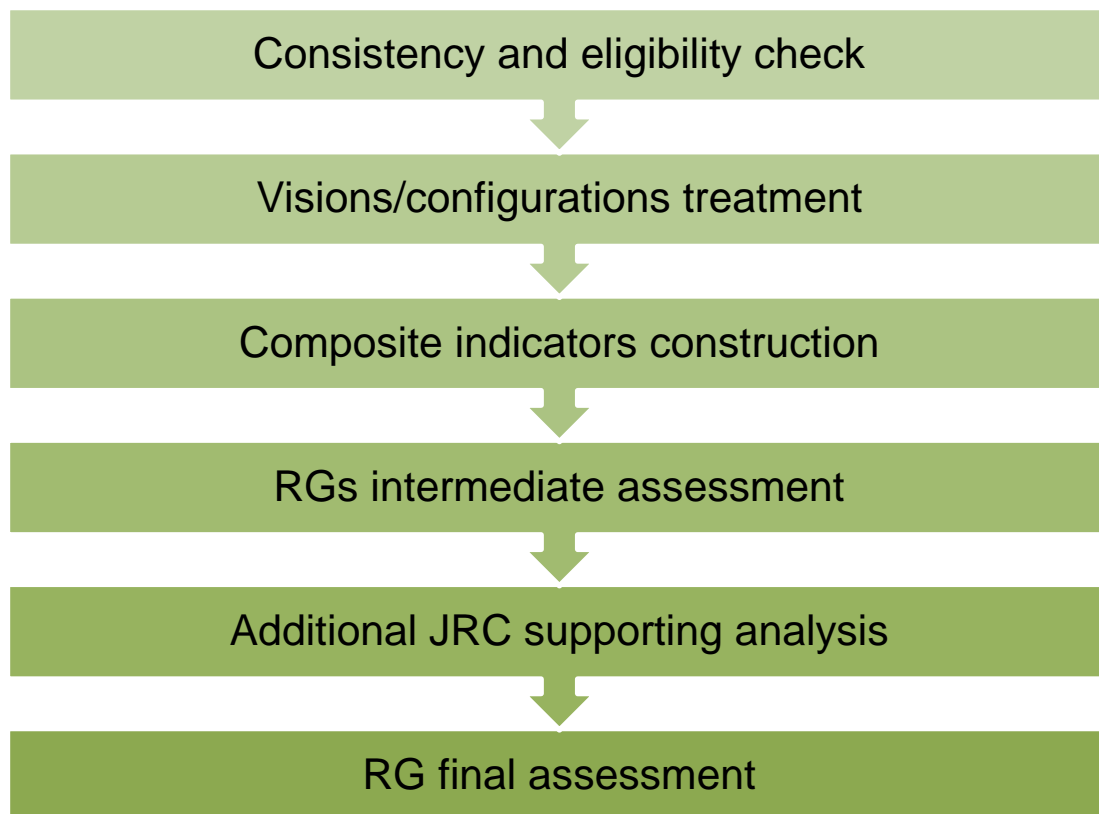 Consistency and eligibility check
Visions/configurations treatment
Composite indicators construction
RGs intermediate assessment
Additional JRC supporting analysis
RG final assessment